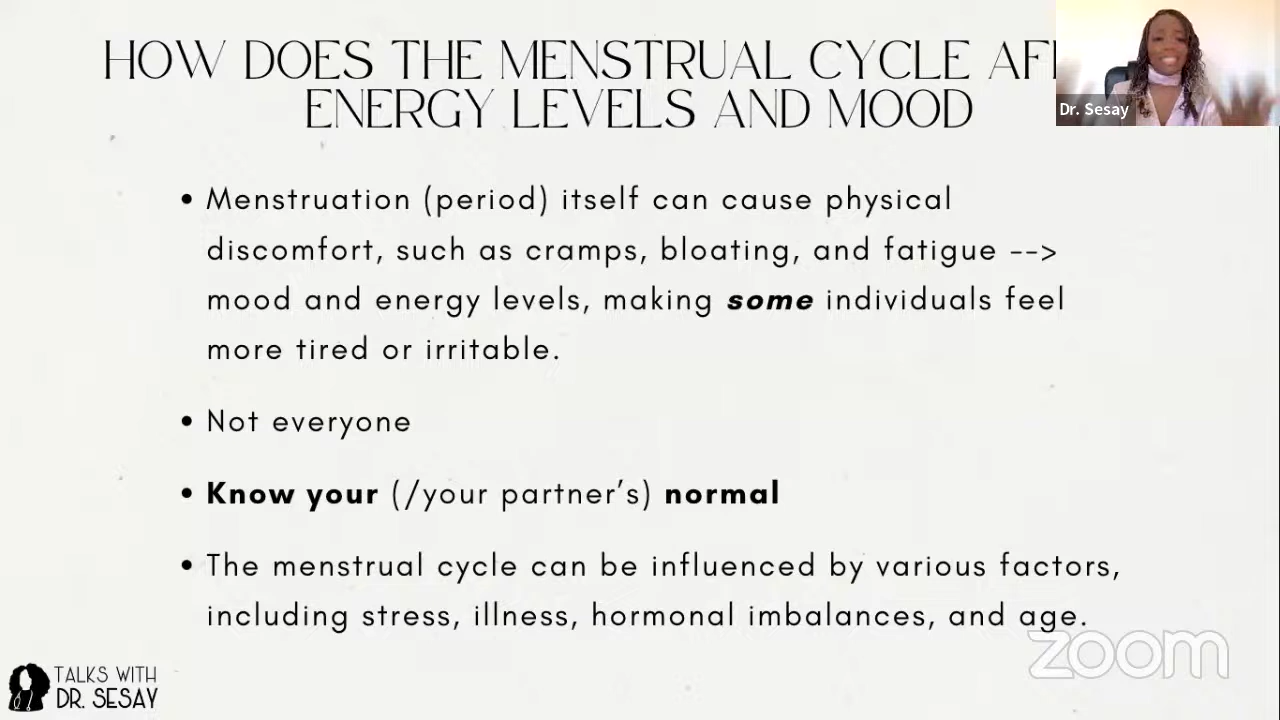 HOW DOES THE MENSTRUAL CYCLE
ENERGY LEVELS AND MOOD
Dr. Sesay
• Menstruation (period) itself can cause physical
discomfort, such as cramps, bloating, and fatigue -->
mood and energy levels, making some individuals feel
more tired or irritable.
• Not everyone
• Know your (/your partner's) normal
• The menstrual cycle can be influenced by various factors,
including stress, illness, hormonal imbalances, and age.
zoom
TALKS WITH
DR. SESAY